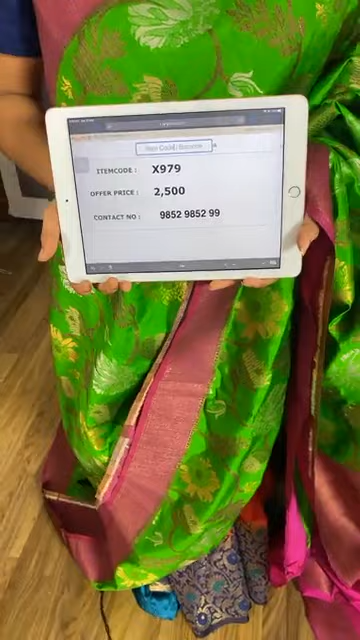 ITEMCODE : X979
OFFER PRICE : 2,500
CONTACT NO : 9852 9852 99